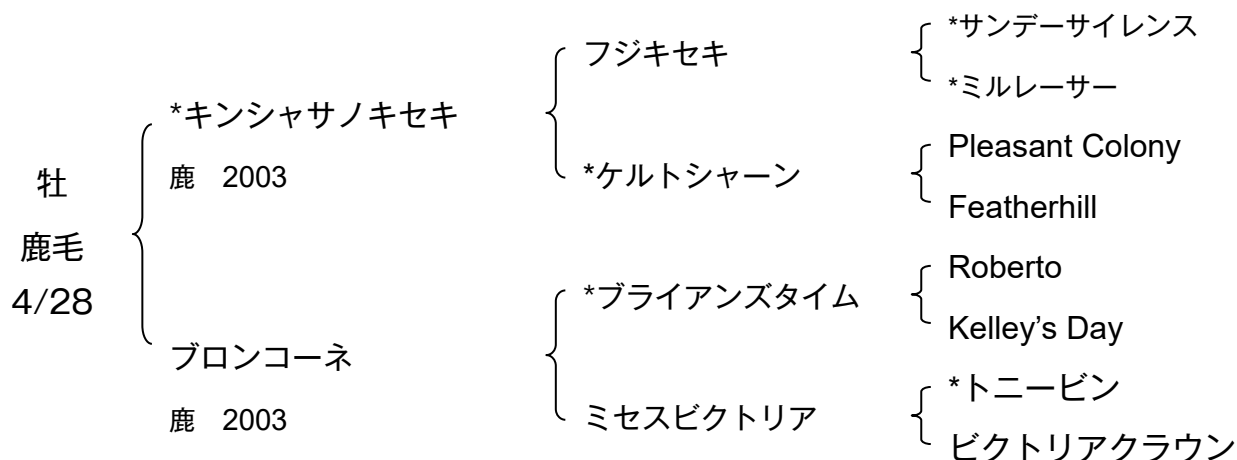 牡
鹿毛
4/28
*キンシャサノキセキ
鹿　2003
ブロンコーネ
鹿　2003
フジキセキ
*ケルトシャーン
*ブライアンズタイム
ミセスビクトリア
*サンデーサイレンス
*ミルレーサー
Pleasant Colony
Featherhill
Roberto
Kelley’s Day
*トニービン
ビクトリアクラウン